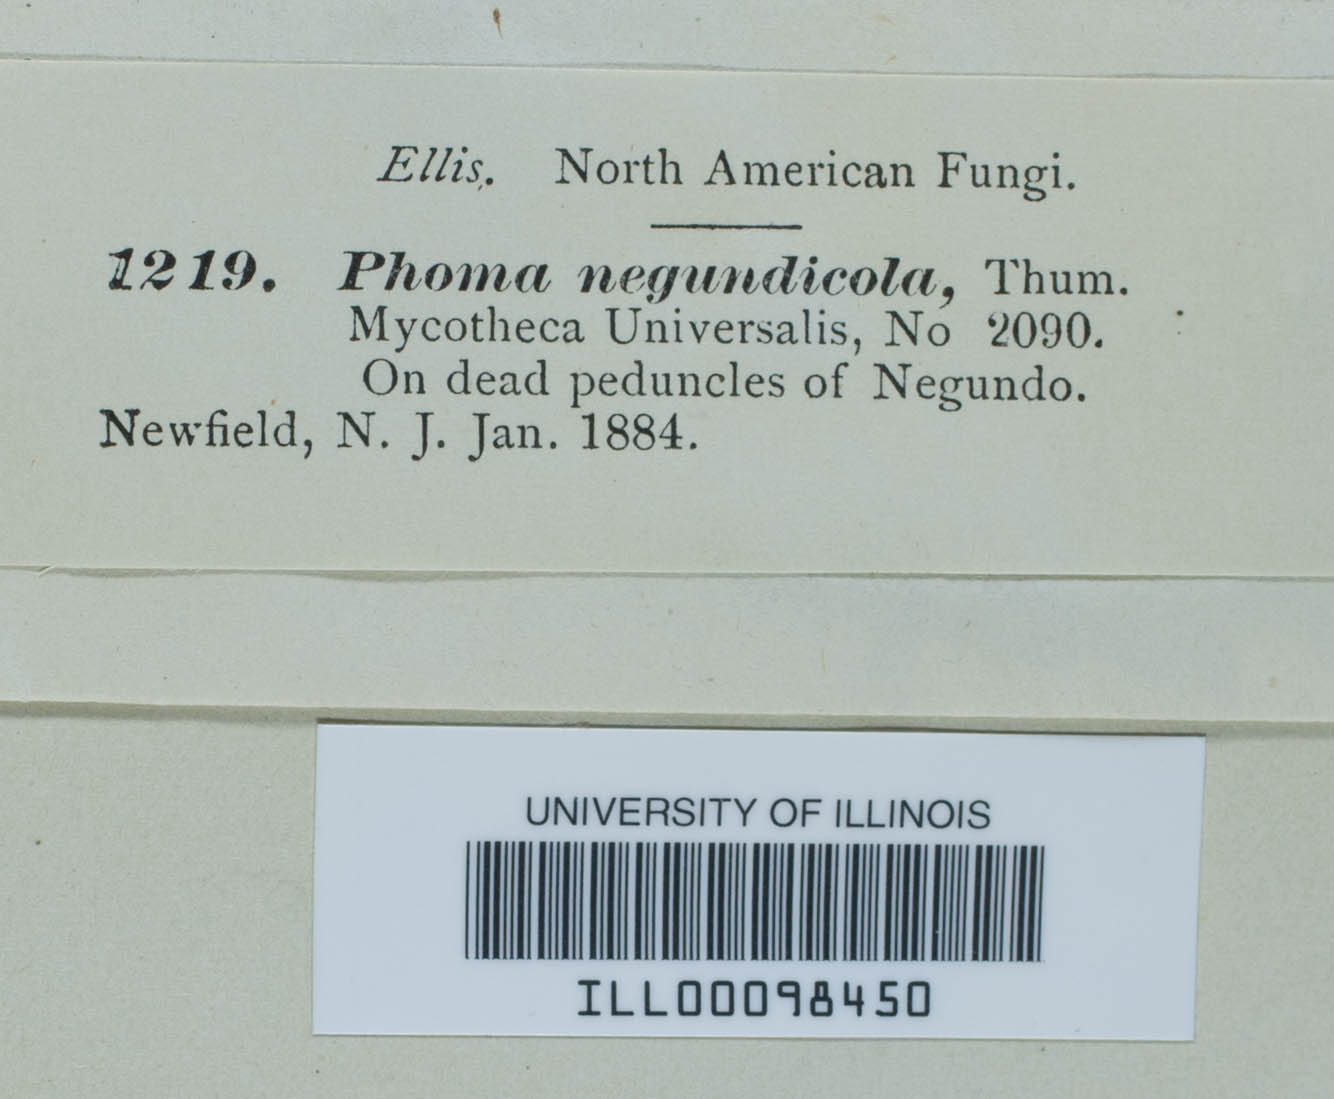 Ellis. North American Fungi.
1219. Phoma negundicola, Thum.
Mycotheca Universalis, No 2090.
On dead peduncles of Negundo.
Newfield, N. J. Jan. 1884.
UNIVERSITY OF ILLINOIS
ILL00098450